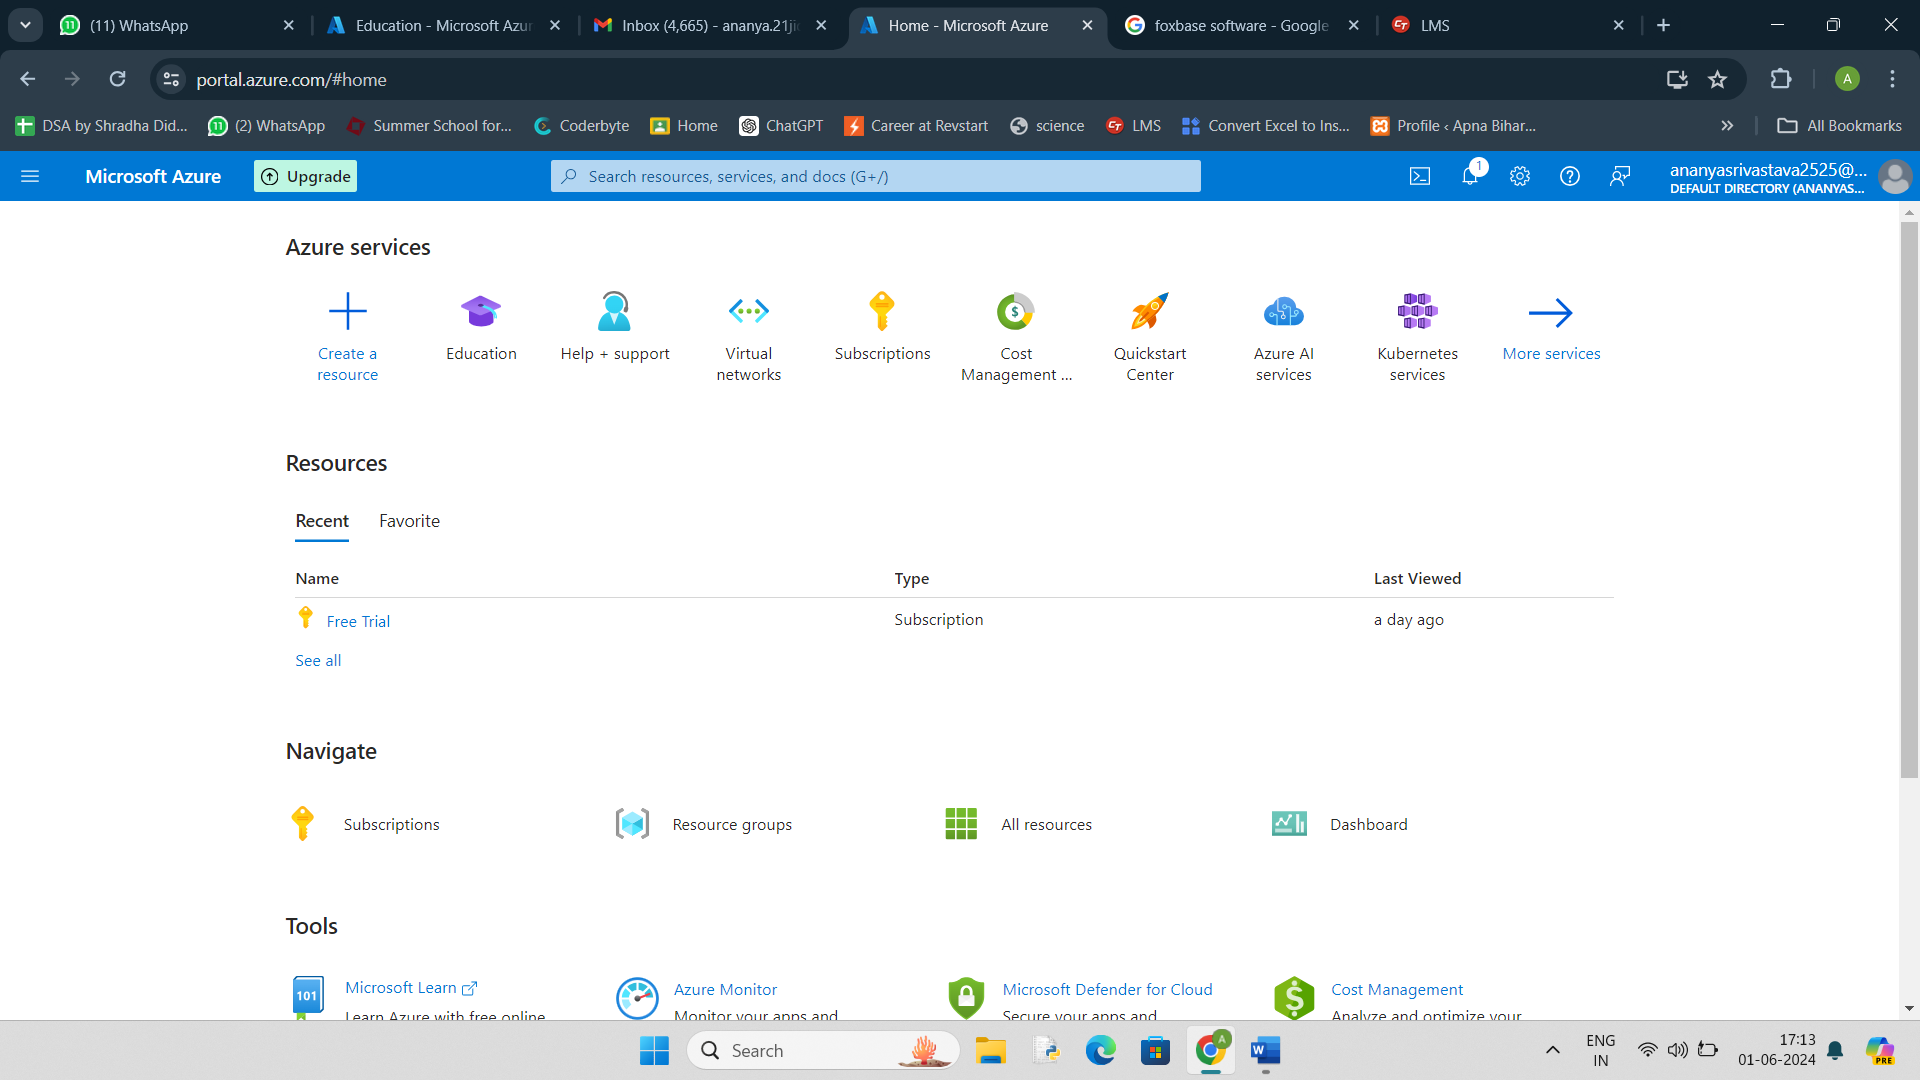 (11) WhatsApp
Education - Microsoft Azur
Inbox (4,665) - ananya.21ji
Home - Microsoft Azure
foxbase software - Google
LMS
portal.azure.com/#home
A
DSA by Shradha Did...
(2) WhatsApp
Summer School for...
Coderbyte
Home
ChatGPT
Career at Revstart
science
LMS
Convert Excel to Ins...
Profile ‹ Apna Bihar...
All Bookmarks
Microsoft Azure
Upgrade
Search resources, services, and docs (G+/)
1
ananyasrivastava2525@...
DEFAULT DIRECTORY (ANANYAS...
Azure services
Create a
resource
Education
Help + support
Virtual
networks
Subscriptions
Cost
Management ...
Quickstart
Center
Azure AI
services
Kubernetes
services
More services
Resources
Recent
Favorite
Name
Type
Last Viewed
Free Trial
Subscription
a day ago
See all
Navigate
Subscriptions
Resource groups
All resources
Dashboard
Tools
101
Microsoft Learn
Learn Azure with free online
Azure Monitor
Monitor your apps and
Microsoft Defender for Cloud
Secure your apps and
Cost Management
Analyze and optimize your
Search
ENG
IN
17:13
01-06-2024
PRE